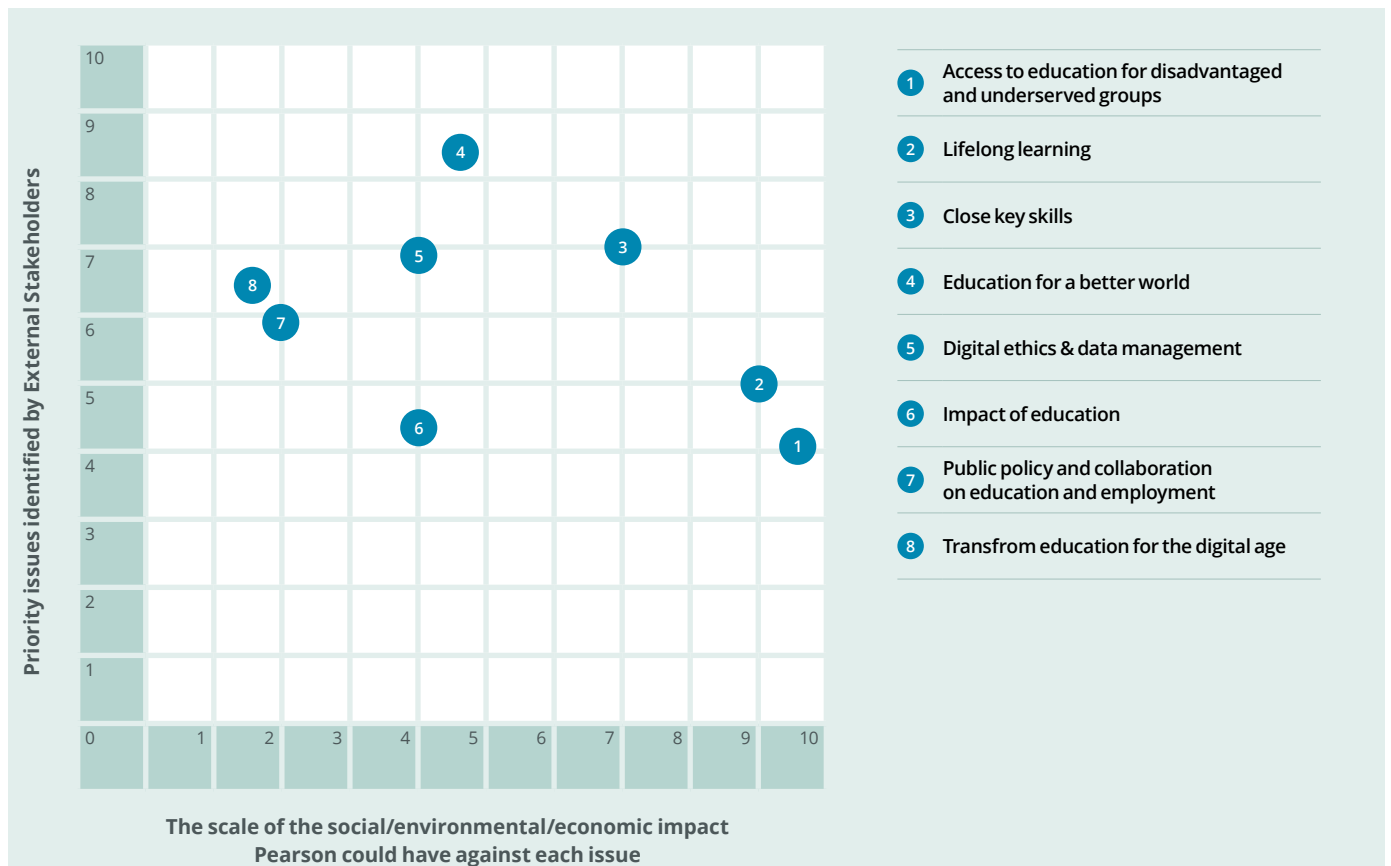 Priority issues identified by External Stakeholders
10
9
8
7
6
5
4
3
2
1
0 1 2 3 4 5 6 7 8 9 10
4
5
3
8
7
2
6
1
The scale of the social/environmental/economic impact
Pearson could have against each issue
1 Access to education for disadvantaged
and underserved groups
2 Lifelong learning
3 Close key skills
4 Education for a better world
5 Digital ethics & data management
6 Impact of education
7 Public policy and collaboration
on education and employment
8 Transfrom education for the digital age